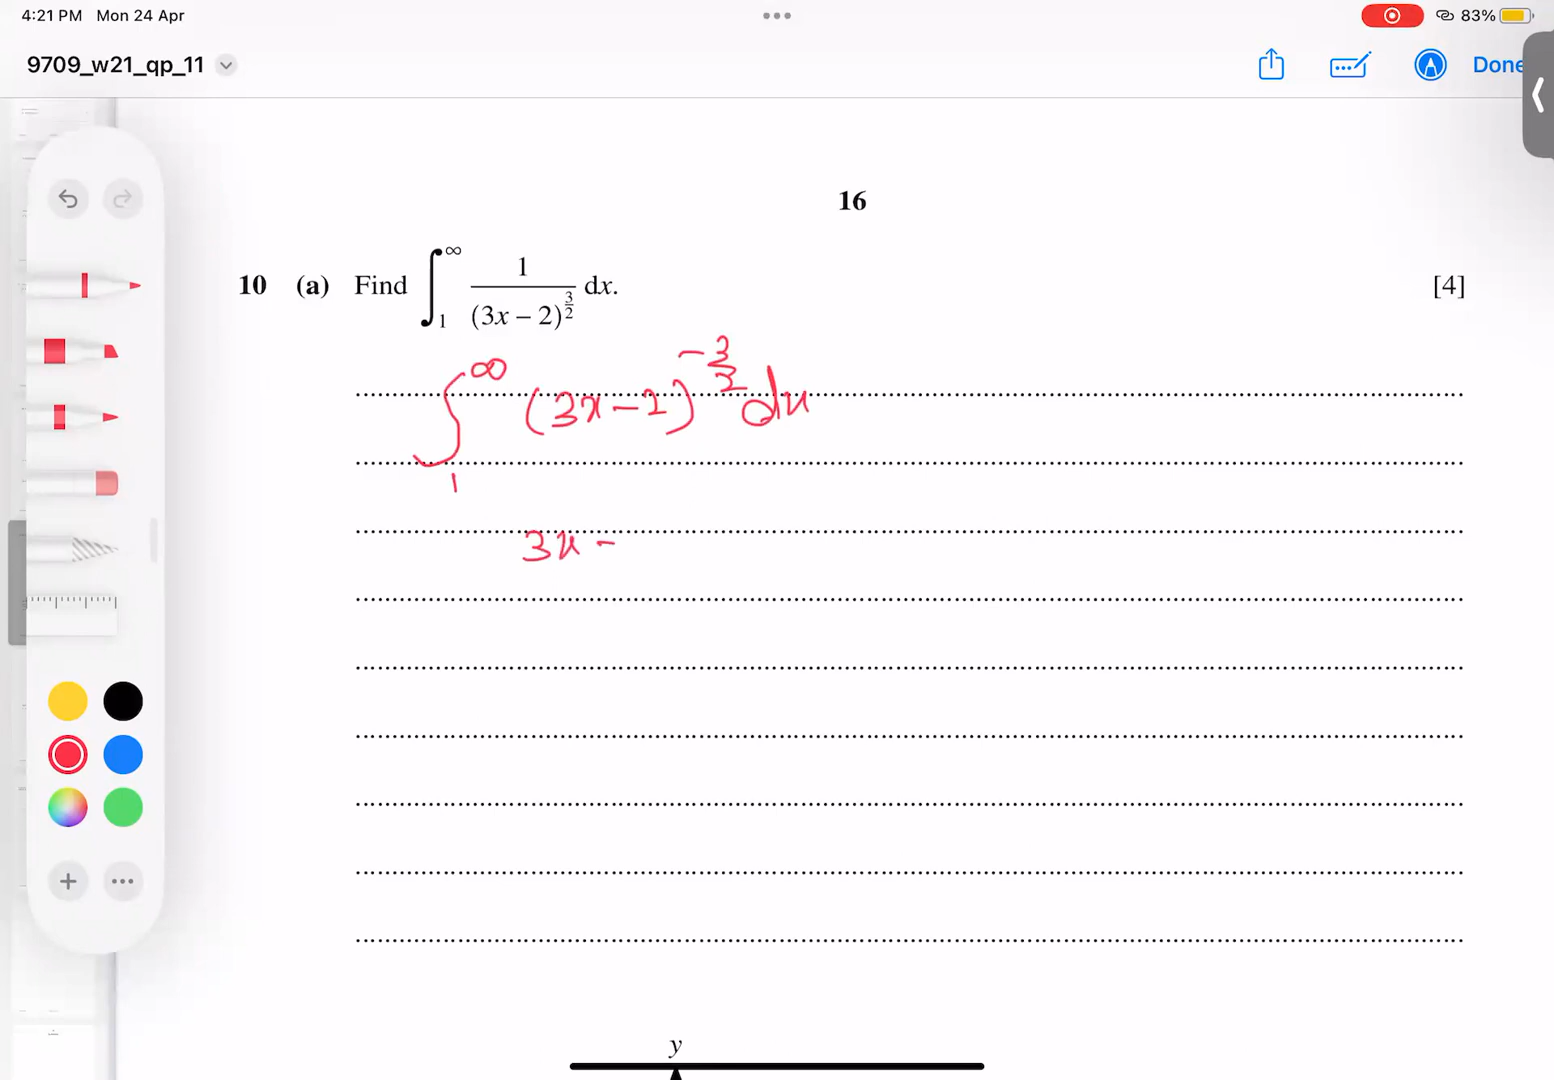 4:21 PM Mon 24 Apr
83%
9709_w21_qp_11
Done
16
10 (a) Find ∫₁^∞ 1/(3x − 2)^(3/2) dx. [4]
∫₁^∞ (3x−2)^(−3/2) dx
3x −
y